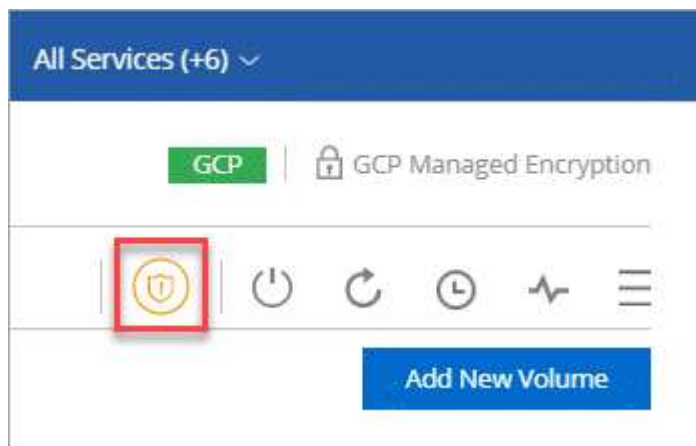 All Services (+6)
GCP
GCP Managed Encryption
Add New Volume